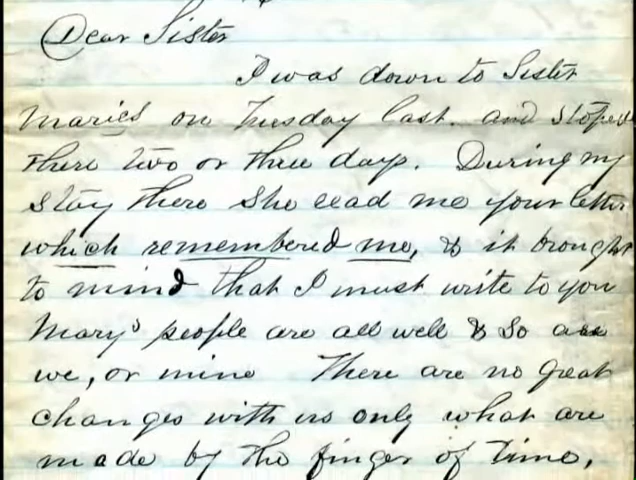 Dear Sister
I was down to Sister
Maries on Tuesday last. and stoped
there two or three days. During my
stay there she read me your letter
which remembered me, & it brought
to mind that I must write to you
Mary's people are all well & so are
we, or mine There are no great
changes with us only what are
made by the finger of time,